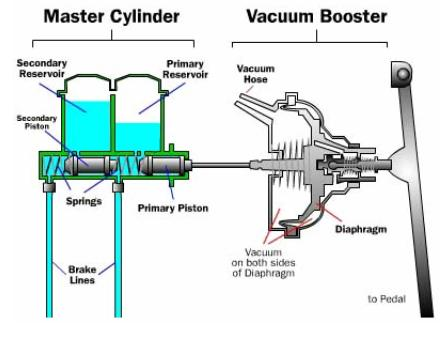 Master Cylinder
Vacuum Booster
Secondary
Reservoir
Primary
Reservoir
Vacuum
Hose
Secondary
Piston
Springs
Primary Piston
Diaphragm
Vacuum
on both sides
of Diaphragm
Brake
Lines
to Pedal